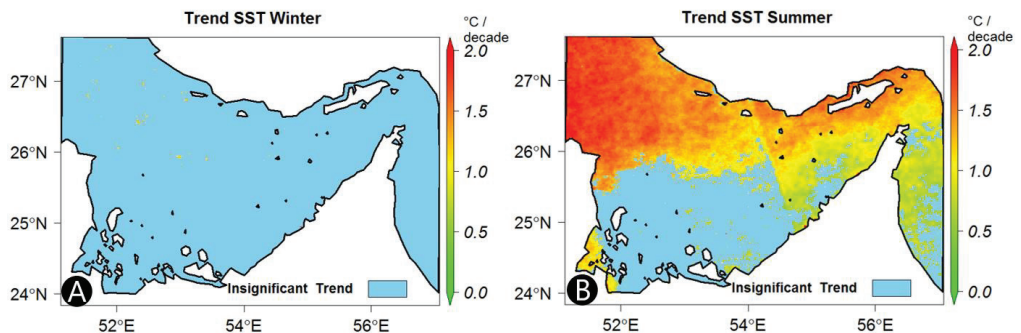 Trend SST Winter
°C /
decade
27°N
26°N
25°N
24°N
52°E
54°E
56°E
2.0
1.5
1.0
0.5
0.0
A
Insignificant Trend
Trend SST Summer
°C /
decade
27°N
26°N
25°N
24°N
52°E
54°E
56°E
2.0
1.5
1.0
0.5
0.0
B
Insignificant Trend